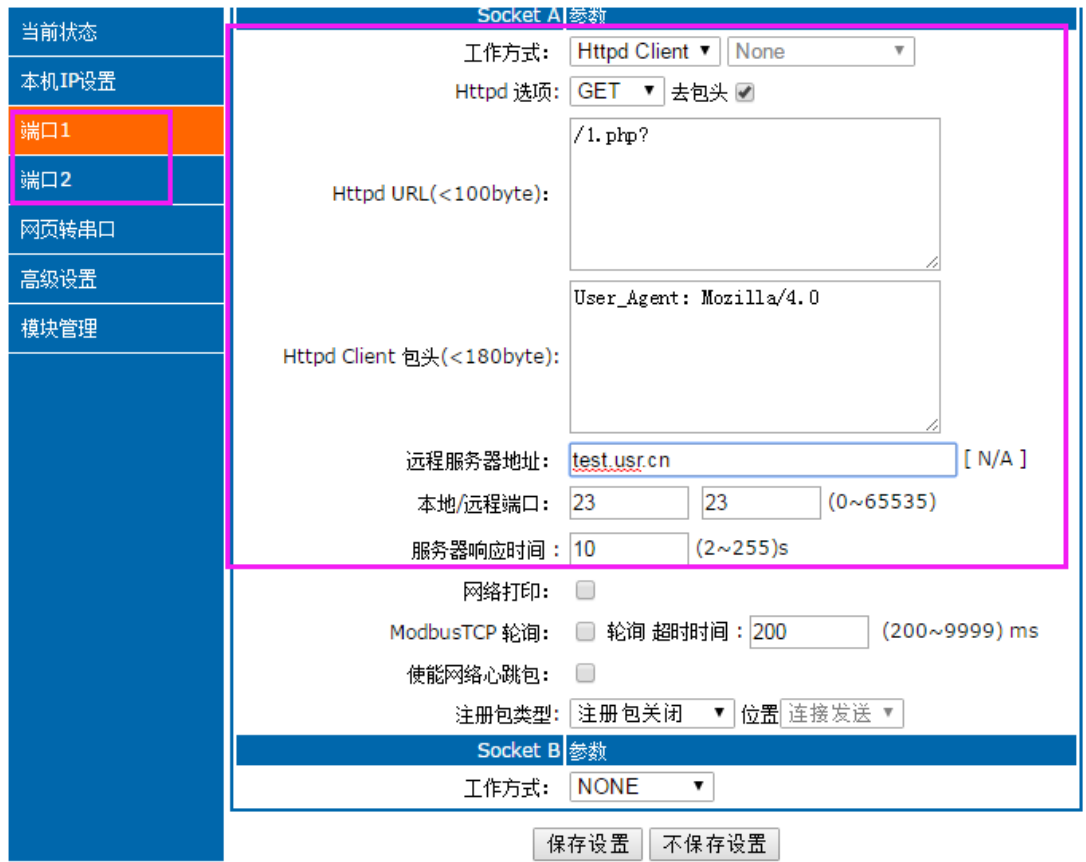 当前状态
本机IP设置
端口1
端口2
网页转串口
高级设置
模块管理
Socket A 参数
工作方式: Httpd Client None
Httpd 选项: GET 去包头
Httpd URL(<100byte): /1.php?
Httpd Client 包头(<180byte): User_Agent: Mozilla/4.0
远程服务器地址: test.usr.cn [ N/A ]
本地/远程端口: 23 23 (0~65535)
服务器响应时间 : 10 (2~255)s
网络打印:
ModbusTCP 轮询: 轮询 超时时间 : 200 (200~9999) ms
使能网络心跳包:
注册包类型: 注册包关闭 位置 连接发送
Socket B 参数
工作方式: NONE
保存设置 不保存设置